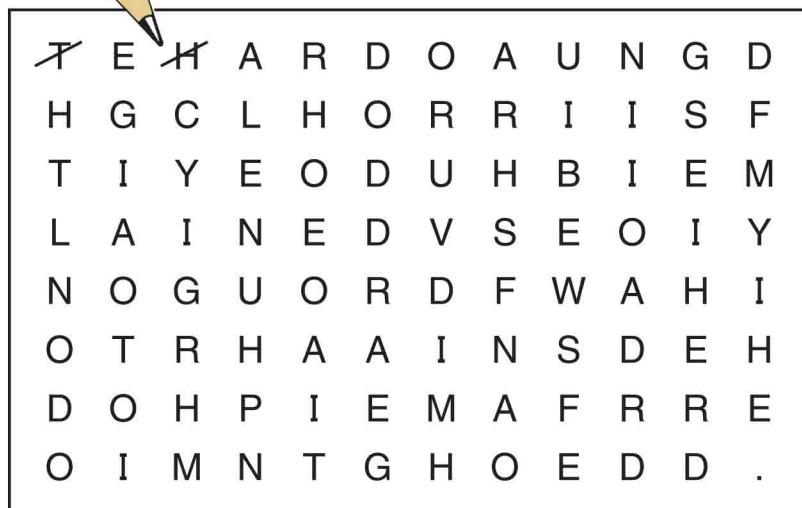 T E H A R D O A U N G D
H G C L H O R R I I S F
T I Y E O D U H B I E M
L A I N E D V S E O I Y
N O G U O R D F W A H I
O T R H A A I N S D E H
D O H P I E M A F R R E
O I M N T G H O E D D .